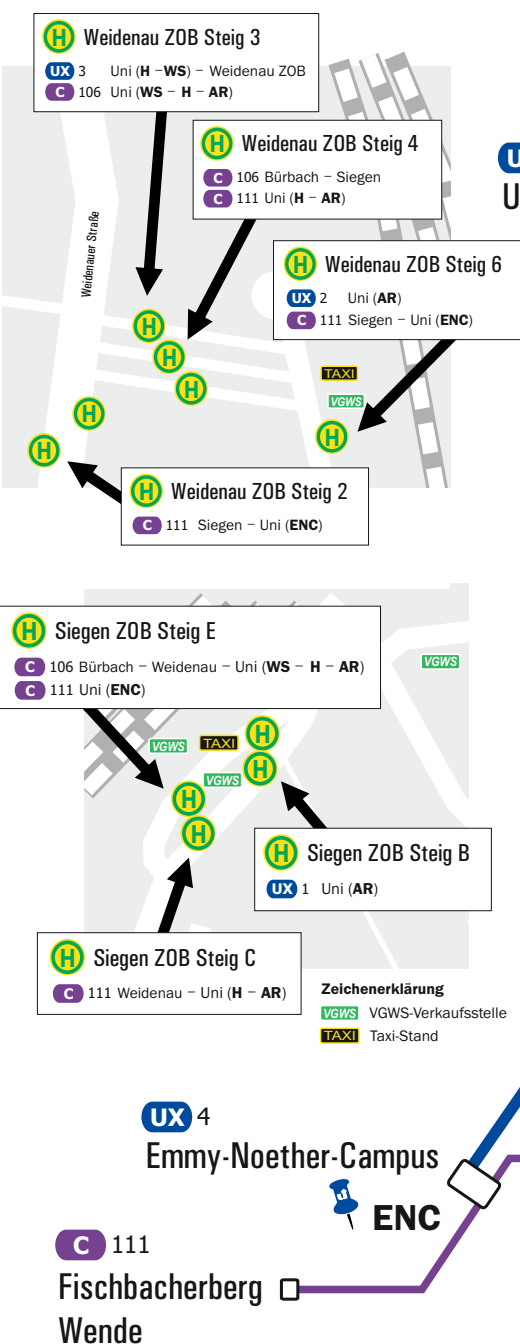 H Weidenau ZOB Steig 3
UX 3 Uni (H –WS) – Weidenau ZOB
C 106 Uni (WS – H – AR)
H Weidenau ZOB Steig 4
C 106 Bürbach – Siegen
C 111 Uni (H – AR)
Weidenauer Straße
H Weidenau ZOB Steig 6
UX 2 Uni (AR)
C 111 Siegen – Uni (ENC)
H
H
H
TAXI
VGWS
H
H
H
H Weidenau ZOB Steig 2
C 111 Siegen – Uni (ENC)
H Siegen ZOB Steig E
C 106 Bürbach – Weidenau – Uni (WS – H – AR)
C 111 Uni (ENC)
VGWS
VGWS
TAXI
H
H
VGWS
H
H
H Siegen ZOB Steig B
UX 1 Uni (AR)
H Siegen ZOB Steig C
C 111 Weidenau – Uni (H – AR)
Zeichenerklärung
VGWS VGWS-Verkaufsstelle
TAXI Taxi-Stand
UX 4
Emmy-Noether-Campus
ENC
C 111
Fischbacherberg
Wende